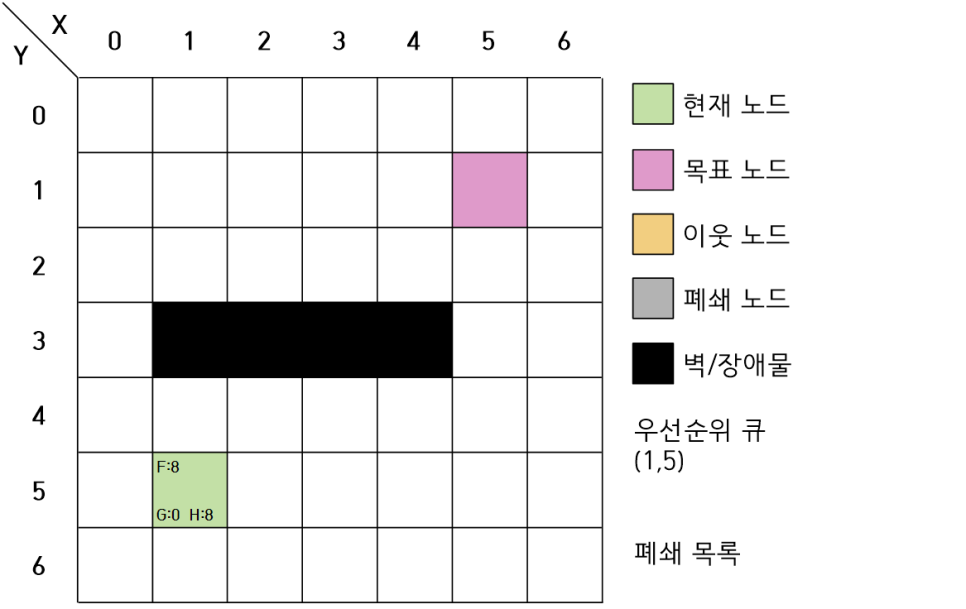 X
Y
0 1 2 3 4 5 6
0
1
2
3
4
5
6
F:8
G:0 H:8
현재 노드
목표 노드
이웃 노드
폐쇄 노드
벽/장애물
우선순위 큐
(1,5)
폐쇄 목록